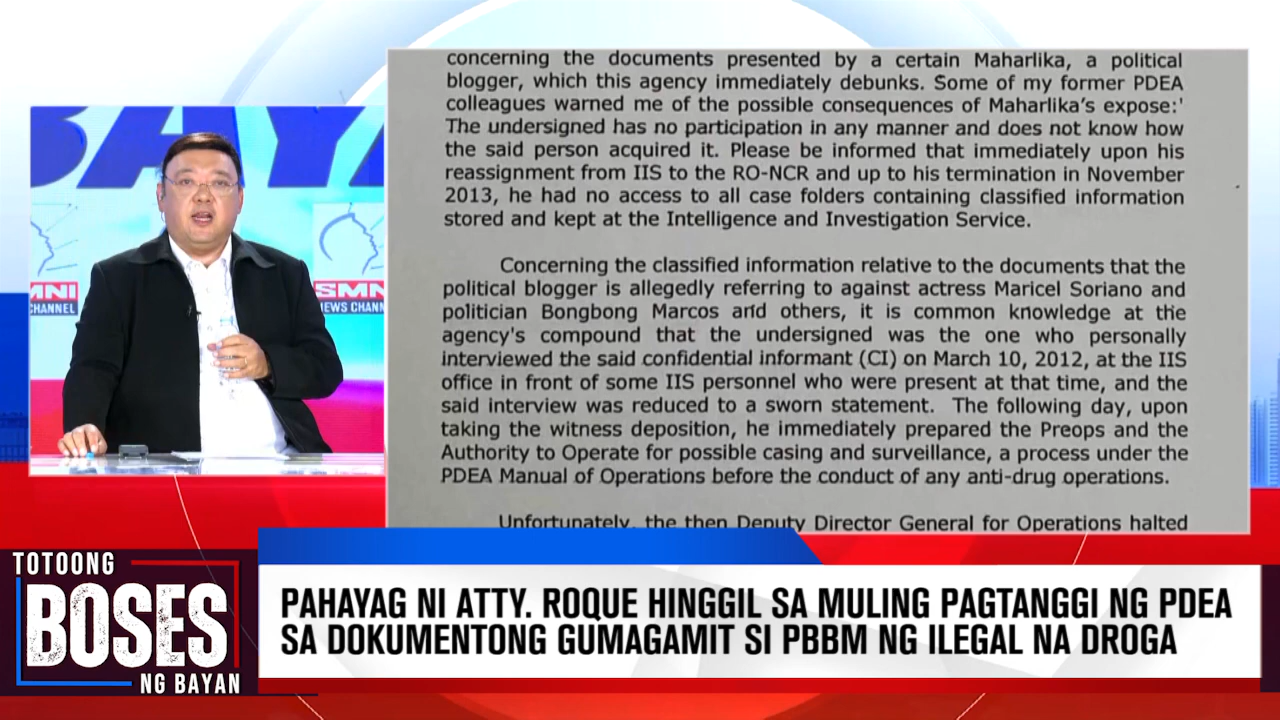 concerning the documents presented by a certain Maharlika, a political
blogger, which this agency immediately debunks. Some of my former PDEA
colleagues warned me of the possible consequences of Maharlika's expose:'
The undersigned has no participation in any manner and does not know how
the said person acquired it. Please be informed that immediately upon his
reassignment from IIS to the RO-NCR and up to his termination in November
2013, he had no access to all case folders containing classified information
stored and kept at the Intelligence and Investigation Service.
Concerning the classified information relative to the documents that the
political blogger is allegedly referring to against actress Maricel Soriano and
politician Bongbong Marcos and others, it is common knowledge at the
agency's compound that the undersigned was the one who personally
interviewed the said confidential informant (CI) on March 10, 2012, at the IIS
office in front of some IIS personnel who were present at that time, and the
said interview was reduced to a sworn statement. The following day, upon
taking the witness deposition, he immediately prepared the Preops and the
Authority to Operate for possible casing and surveillance, a process under the
PDEA Manual of Operations before the conduct of any anti-drug operations.
Unfortunately, the then Deputy Director General for Operations halted
BAYA
MNI
CHANNEL
SMN
EWS CHANN
TOTOONG
BOSES
NG BAYAN
PAHAYAG NI ATTY. ROQUE HINGGIL SA MULING PAGTANGGI NG PDEA
SA DOKUMENTONG GUMAGAMIT SI PBBM NG ILEGAL NA DROGA